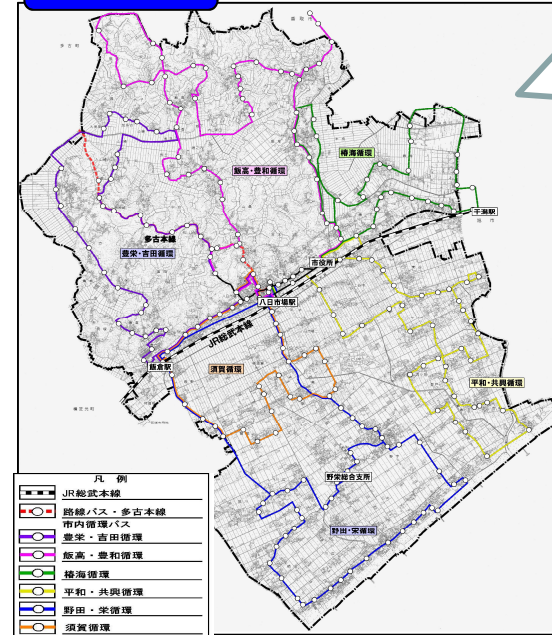 多古町
飯高・豊和循環
椿海循環
干潟駅
多古本線
豊栄・吉田循環
市役所
八日市場駅
JR総武本線
飯倉駅
須賀循環
平和・共興循環
野栄総合支所
野田・栄循環
凡 例
JR総武本線
路線バス・多古本線
市内循環バス
豊栄・吉田循環
飯高・豊和循環
椿海循環
平和・共興循環
野田・栄循環
須賀循環